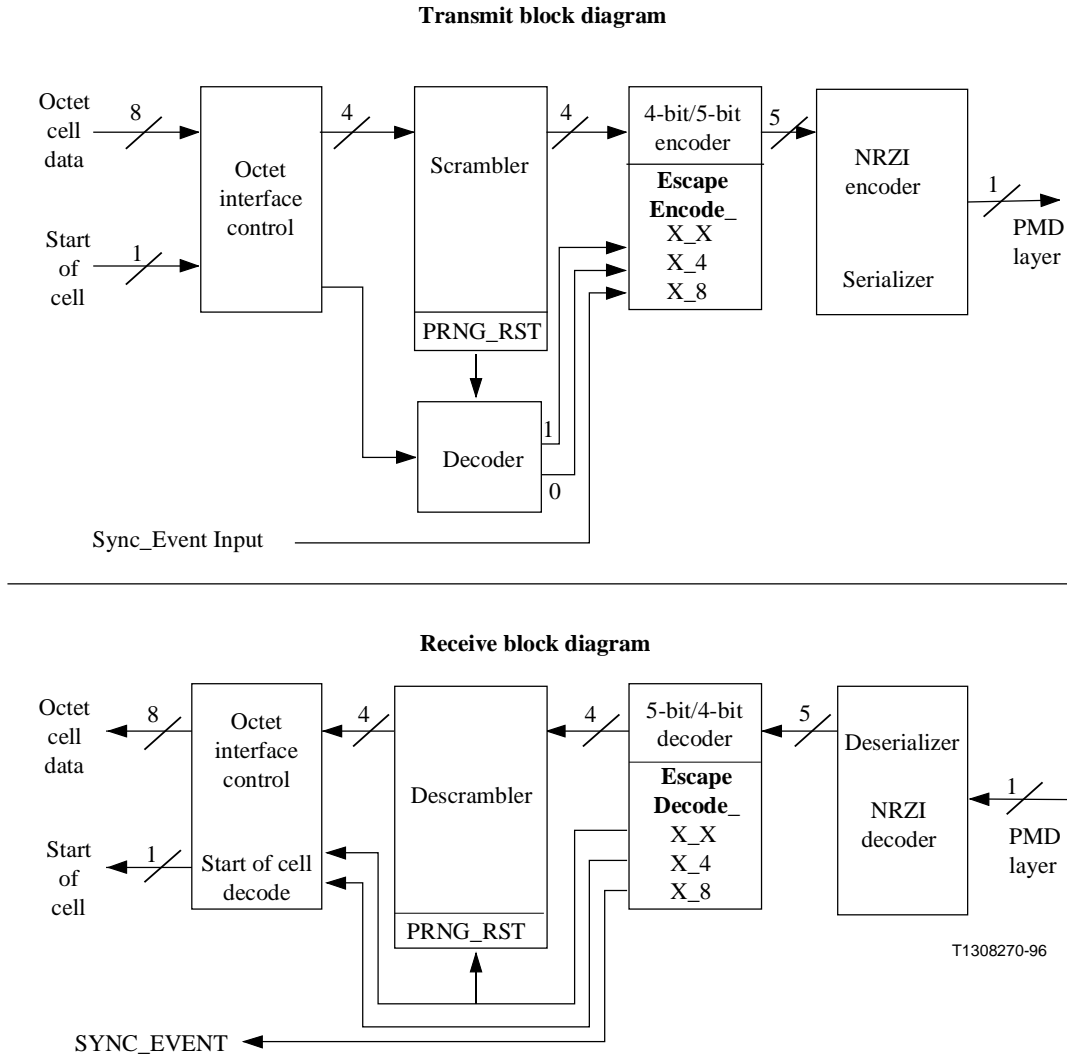 Transmit block diagram
Octet
cell
data
8
Start
of
cell
1
Octet
interface
control
4
Scrambler
PRNG_RST
4
4-bit/5-bit
encoder
Escape
Encode_
X_X
X_4
X_8
5
NRZI
encoder
Serializer
1
PMD
layer
Decoder
1
0
Sync_Event Input
Receive block diagram
Octet
cell
data
8
Start
of
cell
1
Octet
interface
control
Start of cell
decode
4
Descrambler
PRNG_RST
4
5-bit/4-bit
decoder
Escape
Decode_
X_X
X_4
X_8
5
Deserializer
NRZI
decoder
1
PMD
layer
T1308270-96
SYNC_EVENT